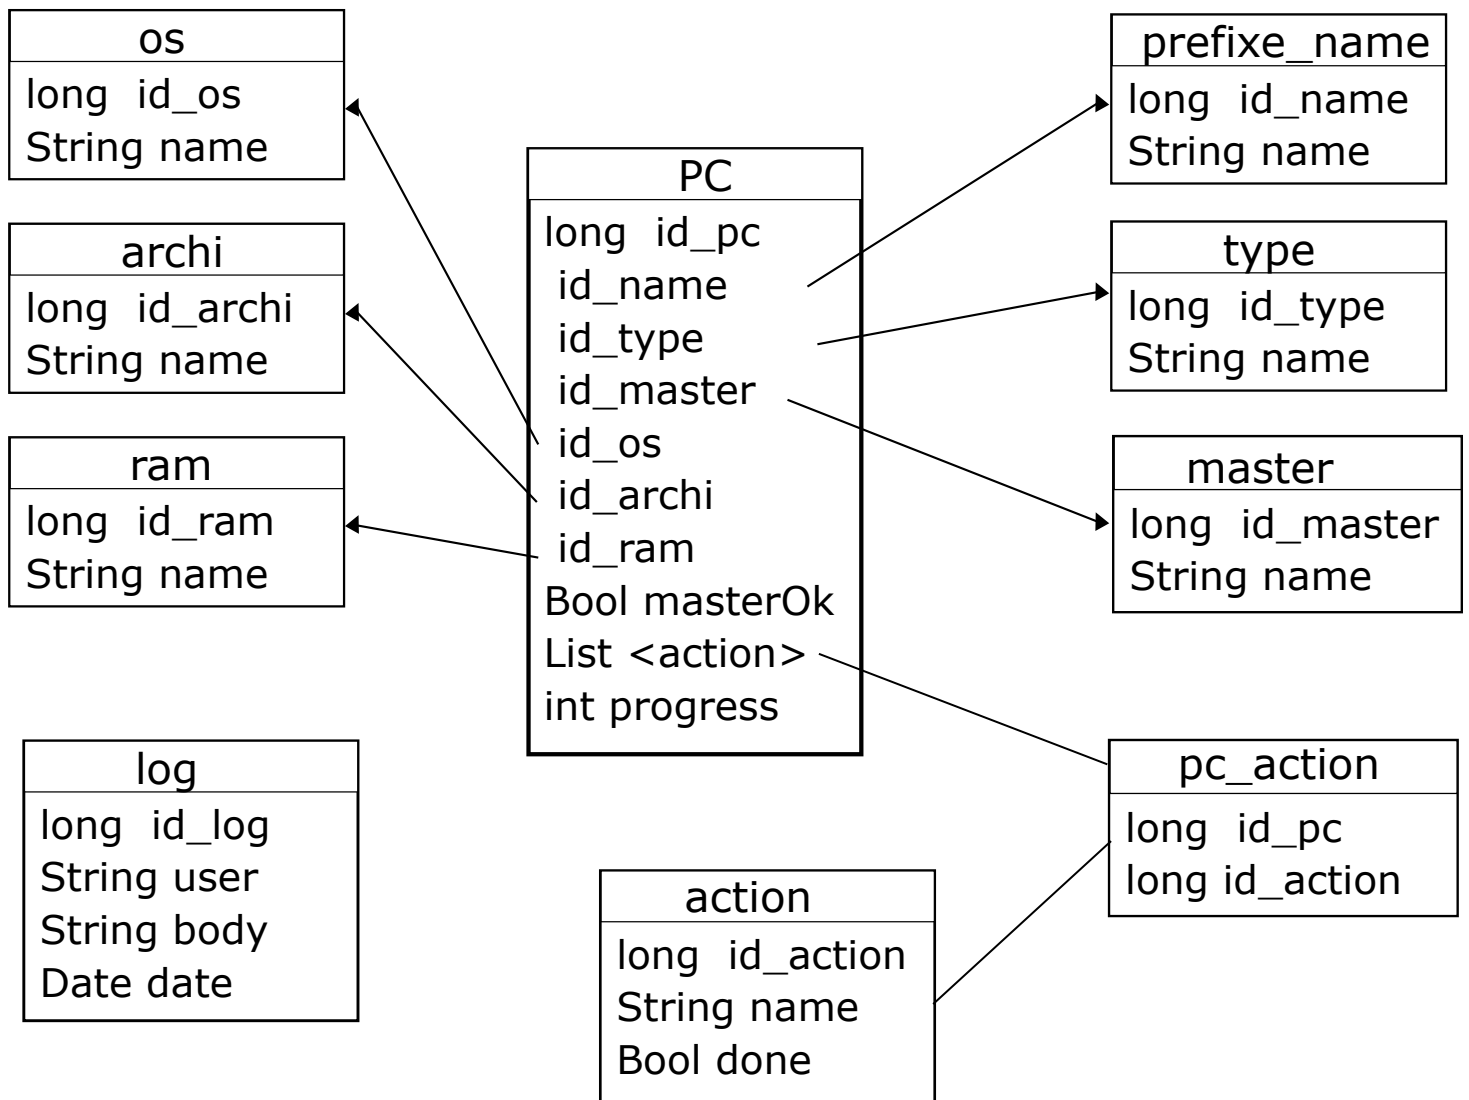 os
long id_os
String name
archi
long id_archi
String name
ram
long id_ram
String name
log
long id_log
String user
String body
Date date
PC
long id_pc
id_name
id_type
id_master
id_os
id_archi
id_ram
Bool masterOk
List <action>
int progress
action
long id_action
String name
Bool done
prefixe_name
long id_name
String name
type
long id_type
String name
master
long id_master
String name
pc_action
long id_pc
long id_action